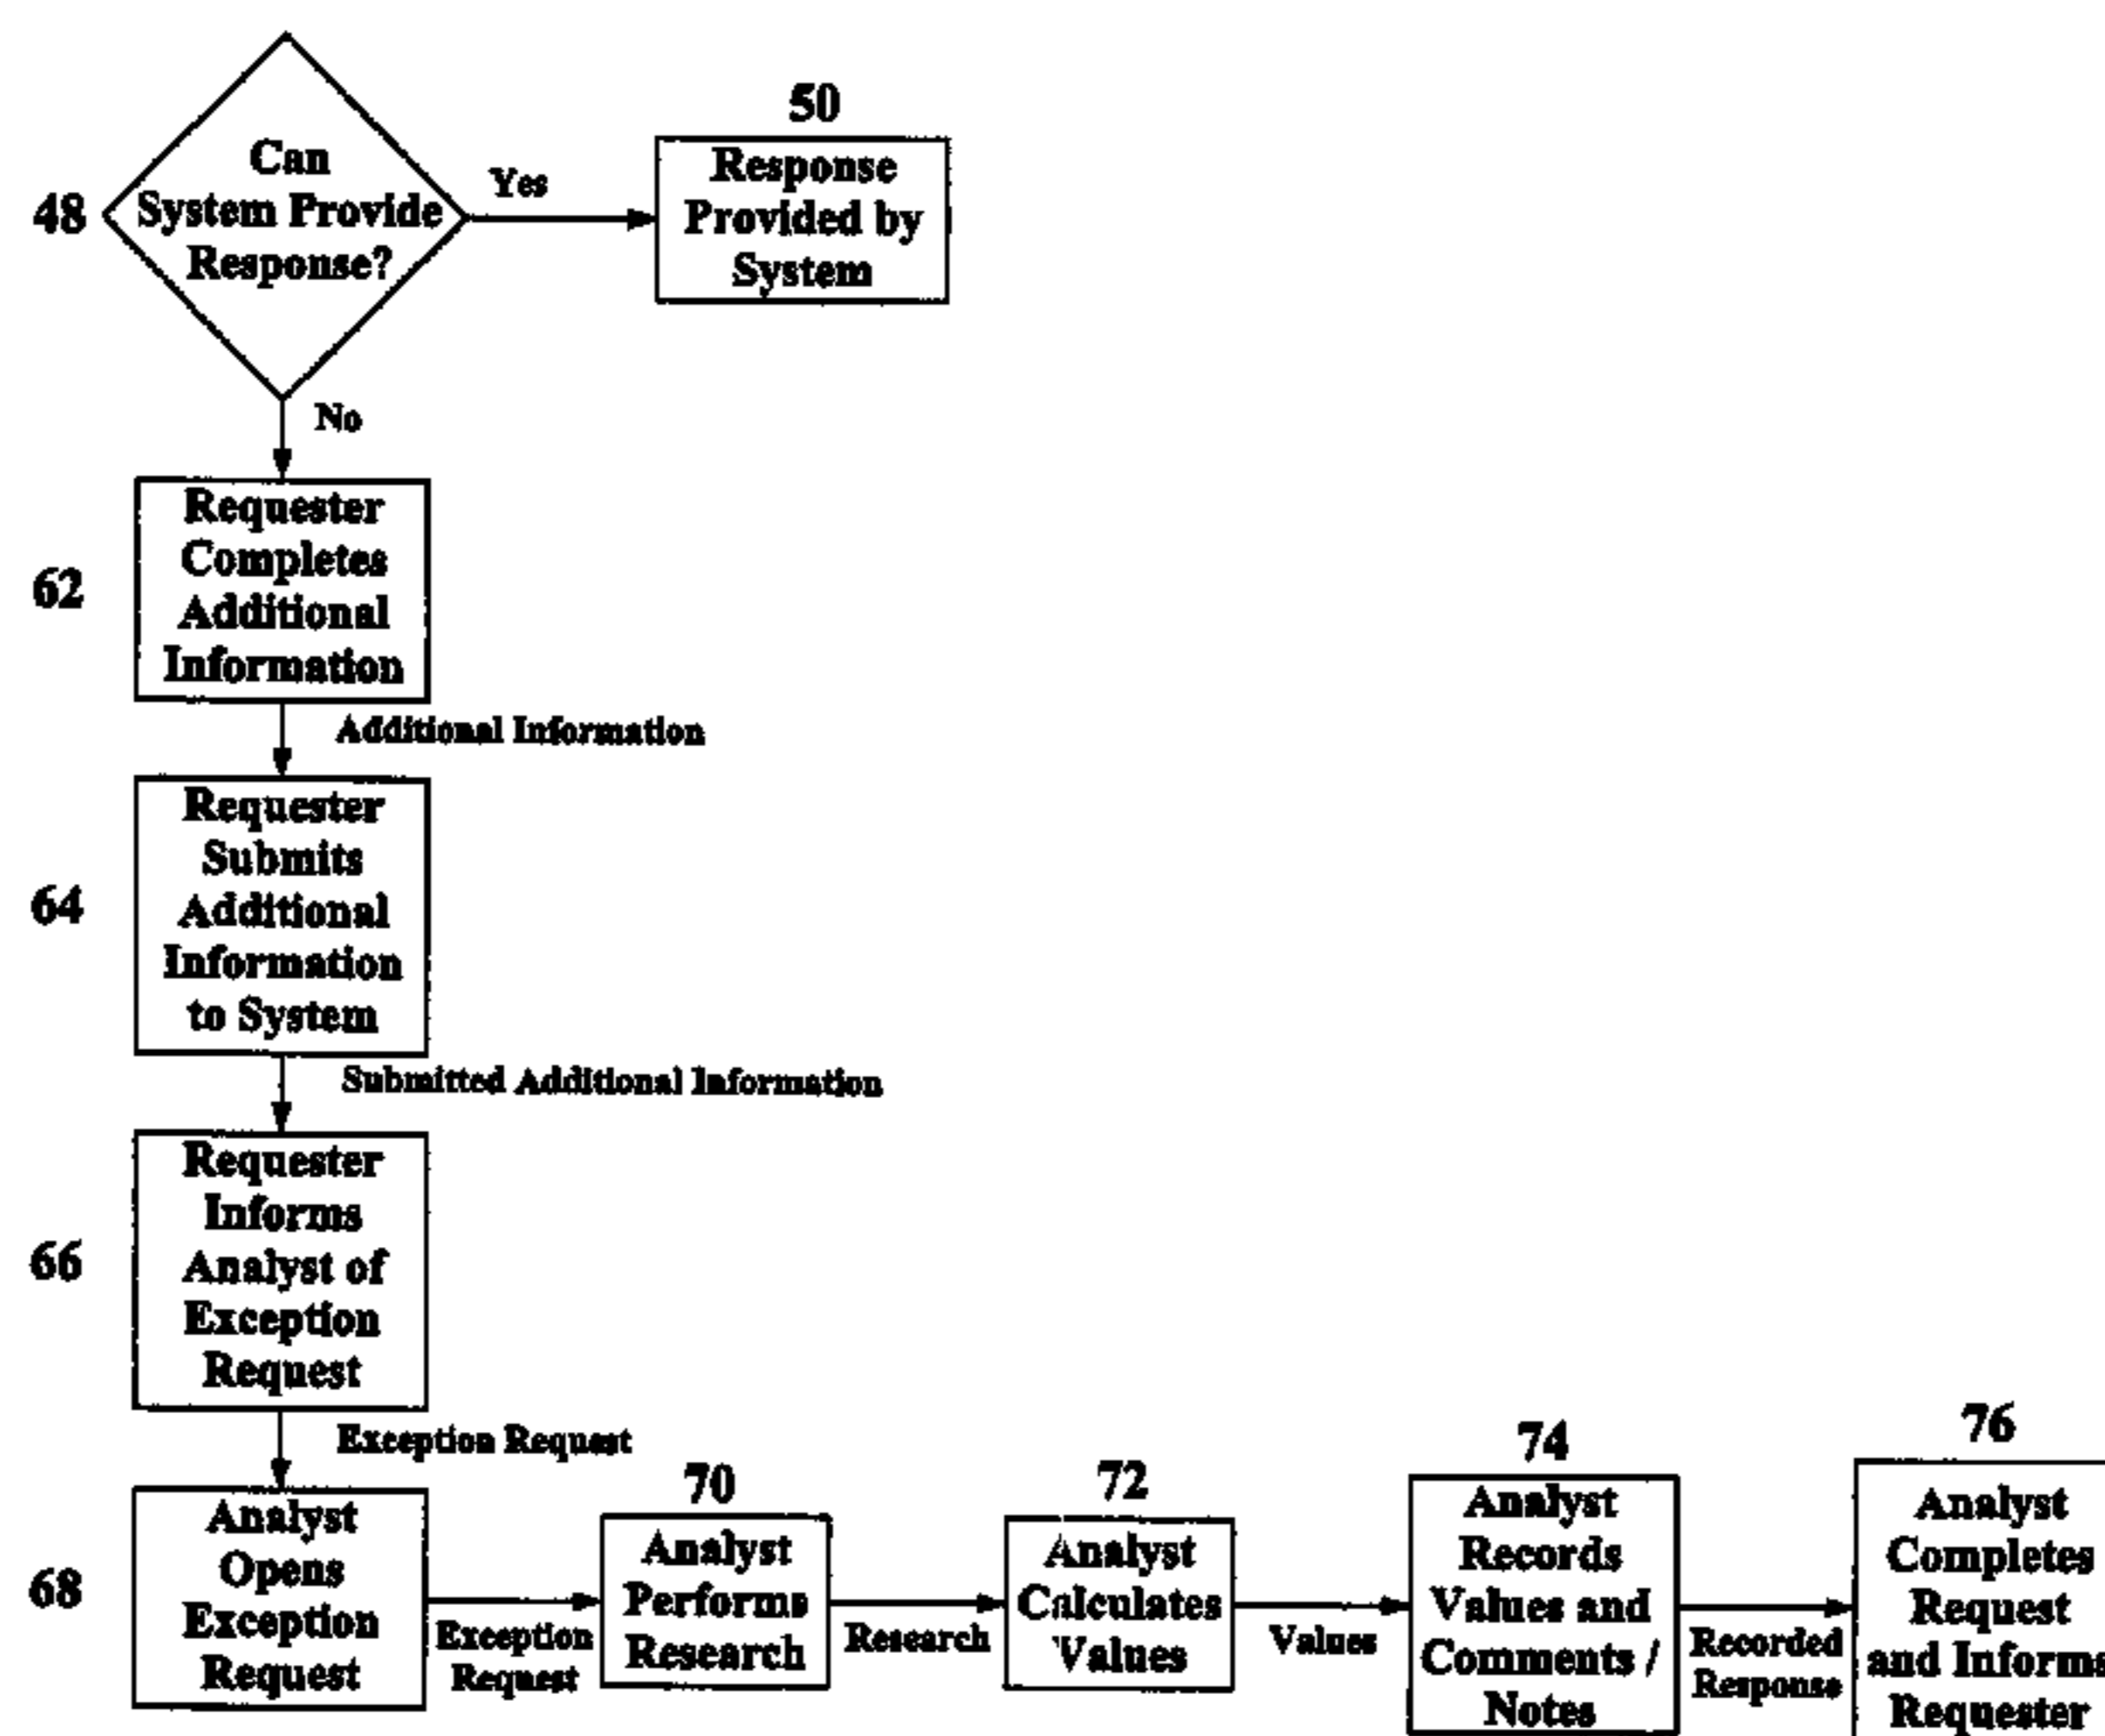 50
Can
System Provide
Response?
48
Yes
Response
Provided by
System
No
62
Requester
Completes
Additional
Information
Additional Information
64
Requester
Submits
Additional
Information
to System
Submitted Additional Information
66
Requester
Informs
Analyst of
Exception
Request
Exception Request
68
Analyst
Opens
Exception
Request
Exception
Request
70
Analyst
Performs
Research
Research
72
Analyst
Calculates
Values
Values
74
Analyst
Records
Values and
Comments /
Notes
Recorded
Response
76
Analyst
Completes
Request
and Informs
Requester